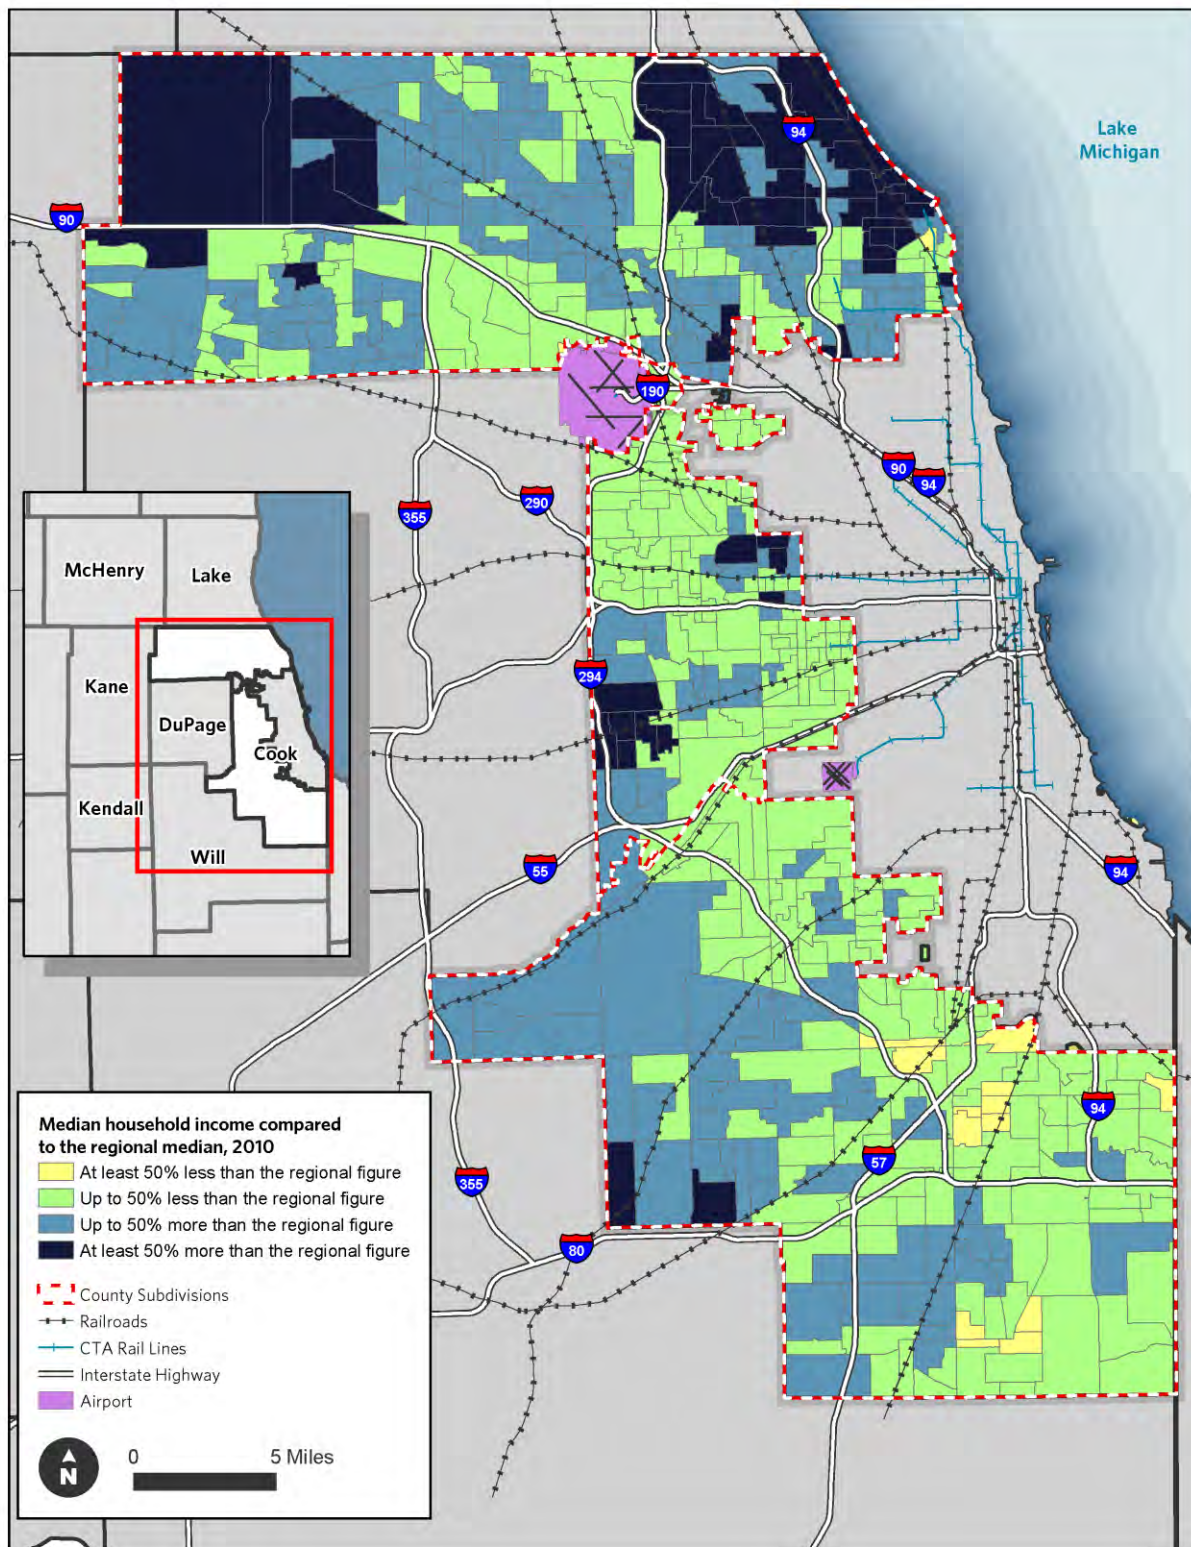 Lake
Michigan
94
90
190
90
94
290
355
294
55
94
94
57
355
80
McHenry
Lake
Kane
DuPage
Cook
Kendall
Will
Median household income compared
to the regional median, 2010
At least 50% less than the regional figure
Up to 50% less than the regional figure
Up to 50% more than the regional figure
At least 50% more than the regional figure
County Subdivisions
Railroads
CTA Rail Lines
Interstate Highway
Airport
N
0 5 Miles